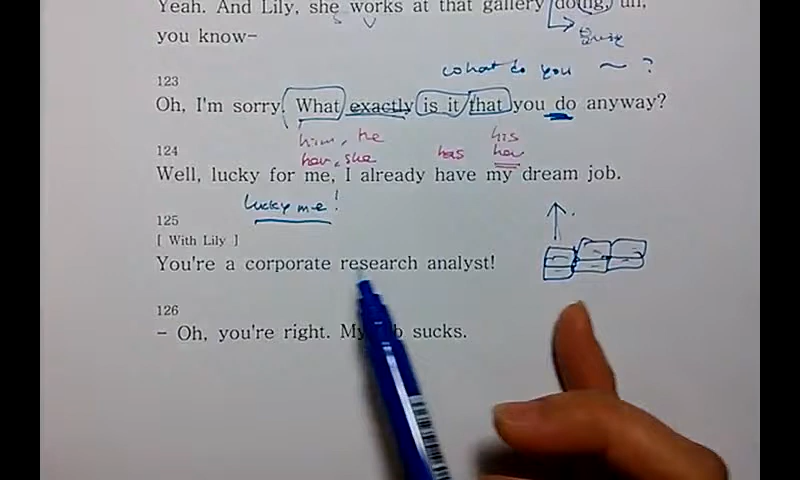 Yeah. And Lily, she works at that gallery doing, uh,
S V
you know–
what do you ~ ?
123
Oh, I'm sorry. What exactly is it that you do anyway?
him, he his
124
her, she has her
Well, lucky for me, I already have my dream job.
lucky me!
125
[ With Lily ]
You're a corporate research analyst!
126
– Oh, you're right. My job sucks.